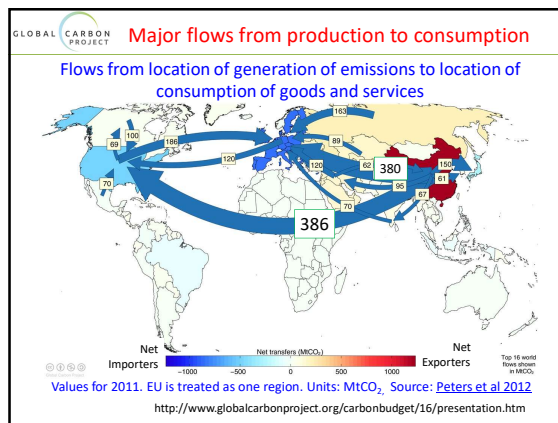 GLOBAL CARBON PROJECT
Major flows from production to consumption
Flows from location of generation of emissions to location of
consumption of goods and services
163
100
69
186
89
120
120
62
380
150
61
95
70
67
70
386
Net
Importers
Net transfers (MtCO₂)
Net
Exporters
−1000
−500
0
500
1000
Top 16 world
flows shown
in MtCO₂
Global Carbon Project
Values for 2011. EU is treated as one region. Units: MtCO₂, Source: Peters et al 2012
http://www.globalcarbonproject.org/carbonbudget/16/presentation.htm